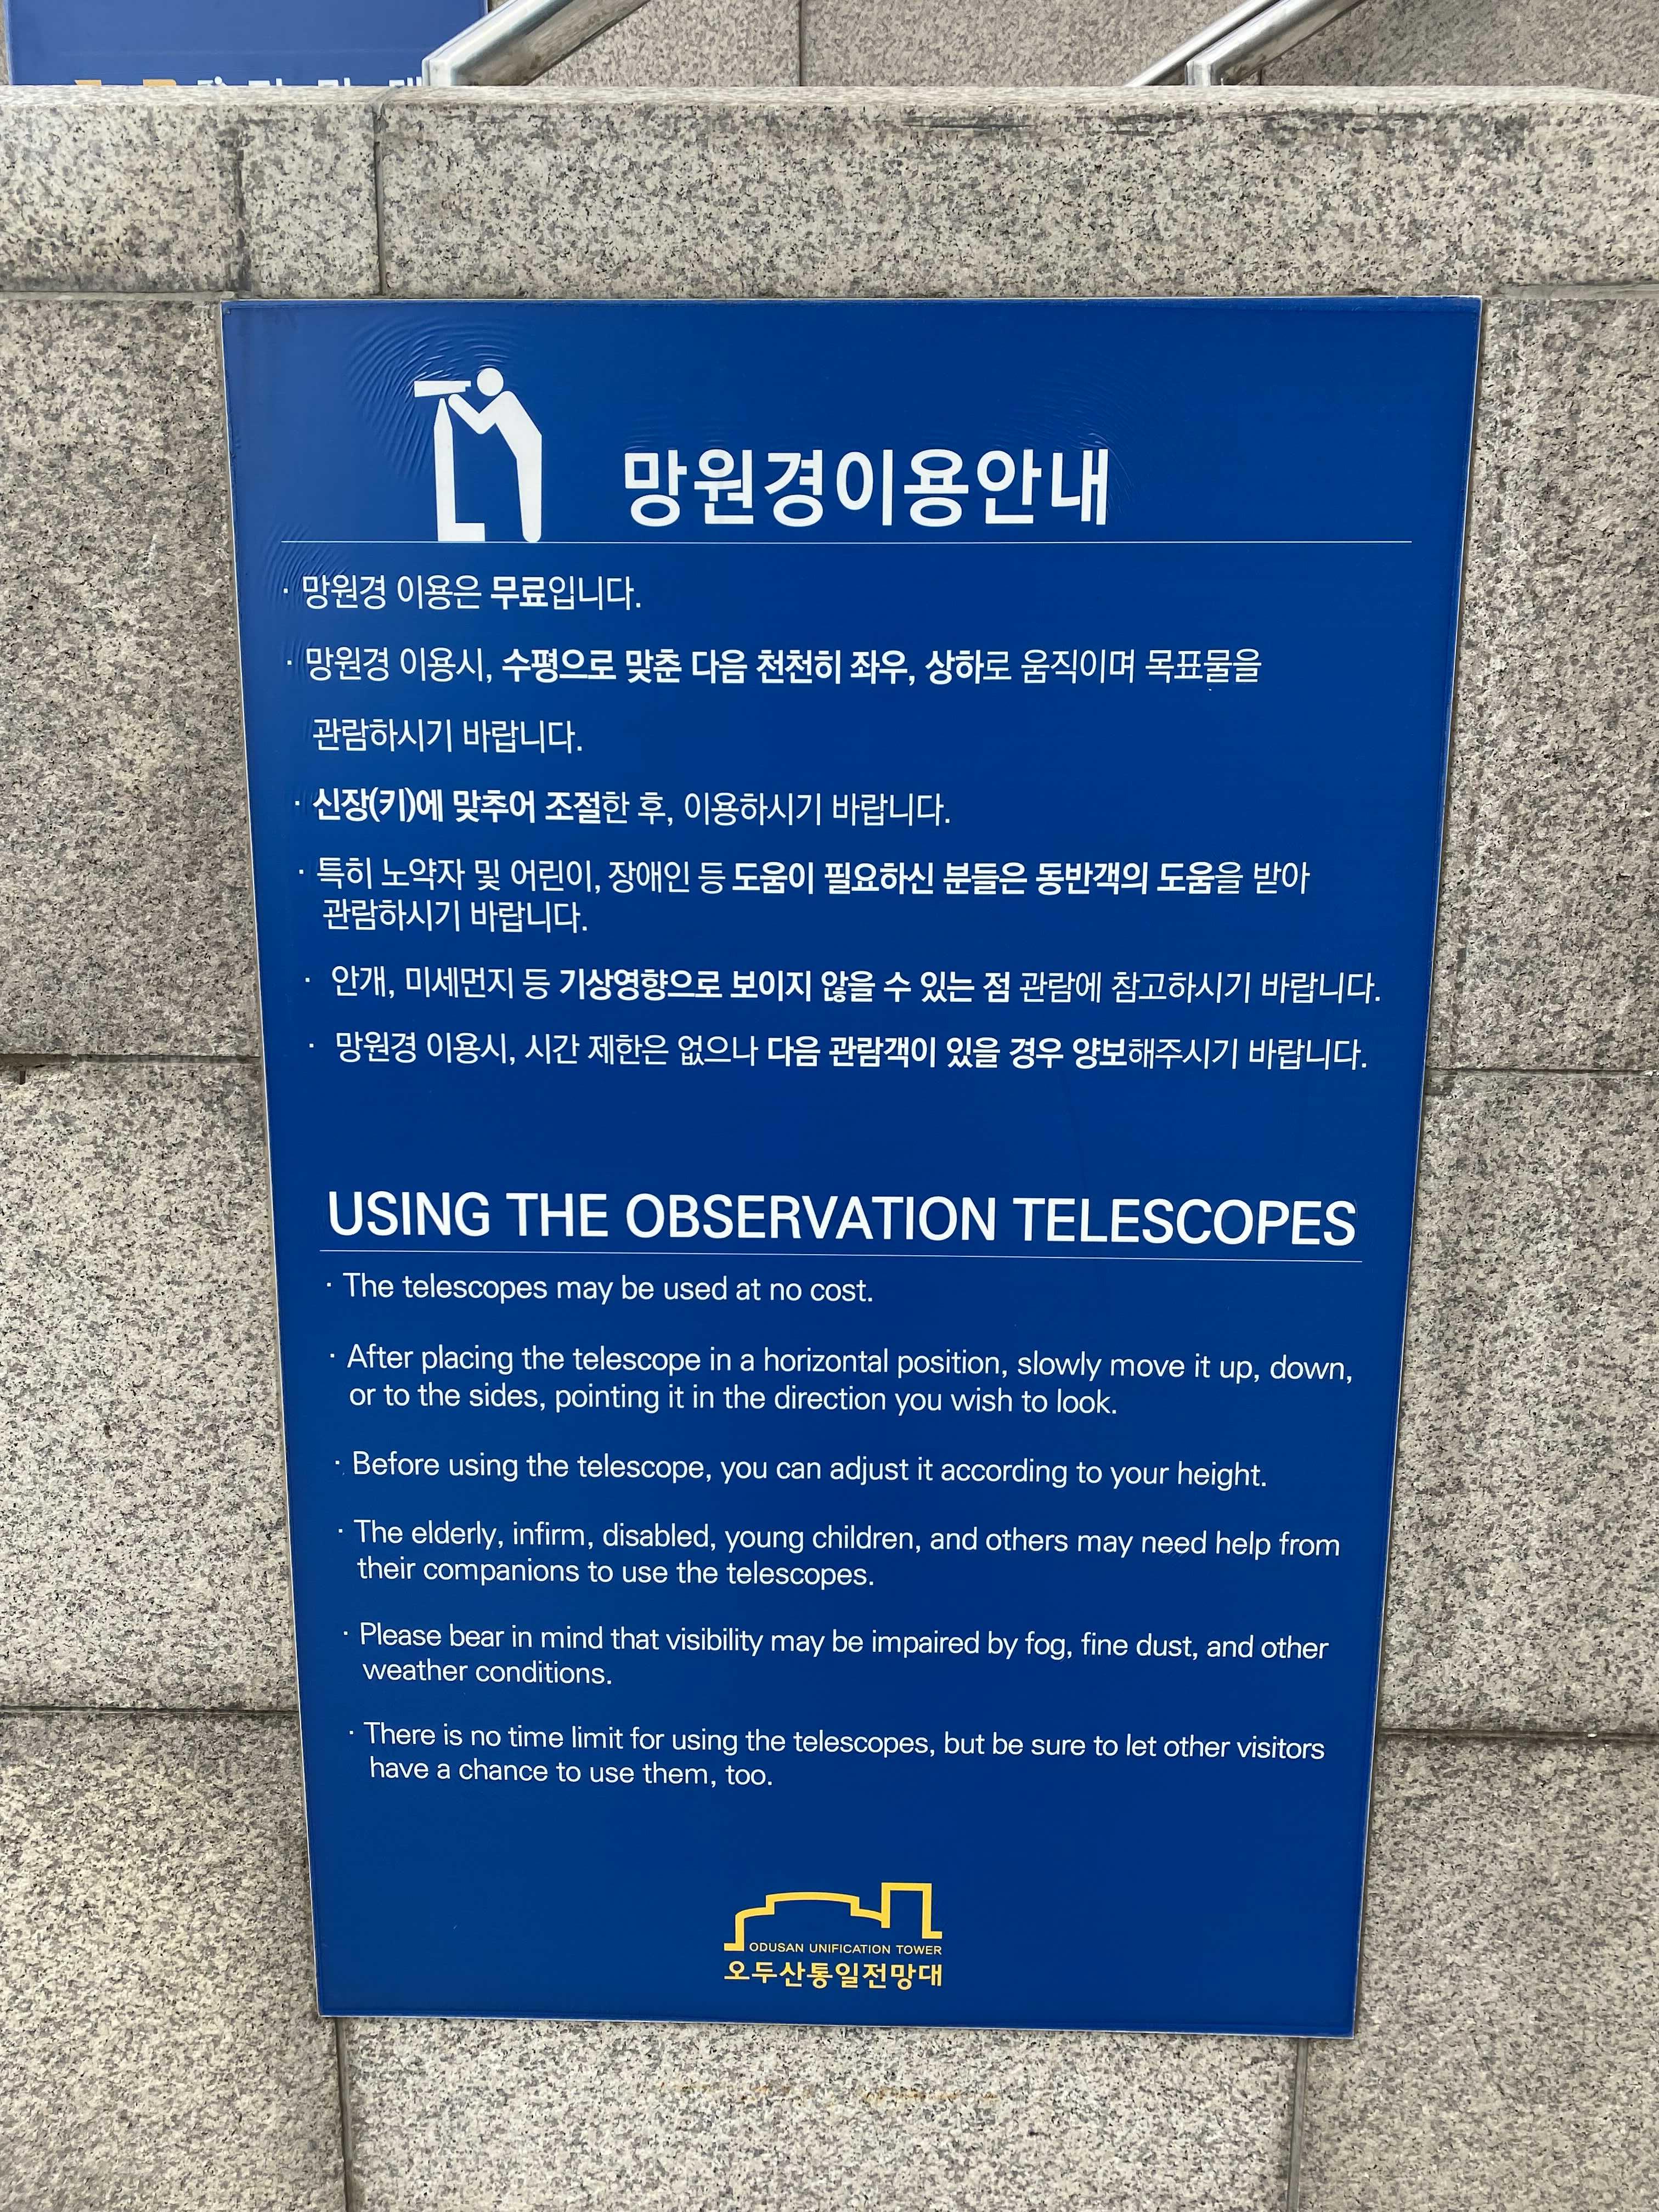 망원경이용안내
· 망원경 이용은 무료입니다.
· 망원경 이용시, 수평으로 맞춘 다음 천천히 좌우, 상하로 움직이며 목표물을
관람하시기 바랍니다.
· 신장(키)에 맞추어 조절한 후, 이용하시기 바랍니다.
· 특히 노약자 및 어린이, 장애인 등 도움이 필요하신 분들은 동반객의 도움을 받아
관람하시기 바랍니다.
· 안개, 미세먼지 등 기상영향으로 보이지 않을 수 있는 점 관람에 참고하시기 바랍니다.
· 망원경 이용시, 시간 제한은 없으나 다음 관람객이 있을 경우 양보해주시기 바랍니다.
USING THE OBSERVATION TELESCOPES
· The telescopes may be used at no cost.
· After placing the telescope in a horizontal position, slowly move it up, down,
or to the sides, pointing it in the direction you wish to look.
· Before using the telescope, you can adjust it according to your height.
· The elderly, infirm, disabled, young children, and others may need help from
their companions to use the telescopes.
· Please bear in mind that visibility may be impaired by fog, fine dust, and other
weather conditions.
· There is no time limit for using the telescopes, but be sure to let other visitors
have a chance to use them, too.
ODUSAN UNIFICATION TOWER
오두산통일전망대